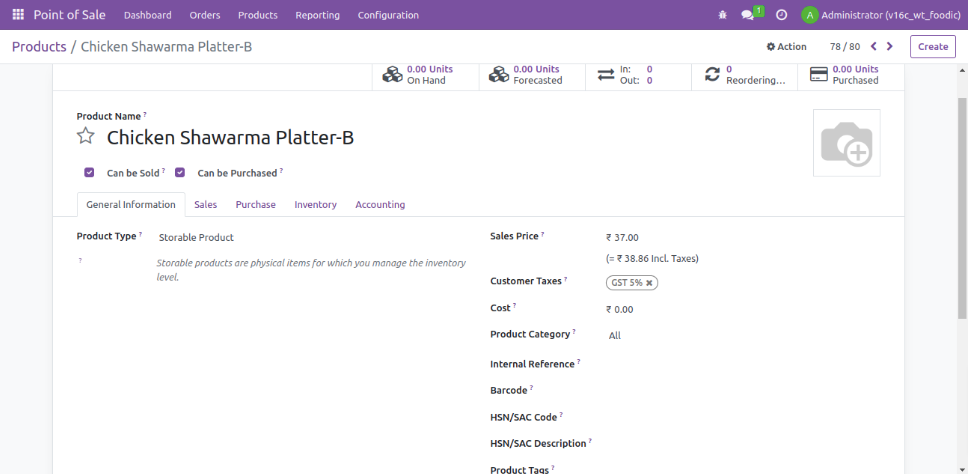 Point of Sale Dashboard Orders Products Reporting Configuration 1 A Administrator (v16c_wt_foodic)
Products / Chicken Shawarma Platter-B Action 78 / 80 Create
0.00 Units On Hand
0.00 Units Forecasted
In: 0
Out: 0
0 Reordering...
0.00 Units Purchased
Product Name ?
Chicken Shawarma Platter-B
Can be Sold ? Can be Purchased ?
General Information Sales Purchase Inventory Accounting
Product Type ? Storable Product
? Storable products are physical items for which you manage the inventory
level.
Sales Price ? ₹ 37.00
(= ₹ 38.86 Incl. Taxes)
Customer Taxes ? GST 5% ✖
Cost ? ₹ 0.00
Product Category ? All
Internal Reference ?
Barcode ?
HSN/SAC Code ?
HSN/SAC Description ?
Product Tags ?